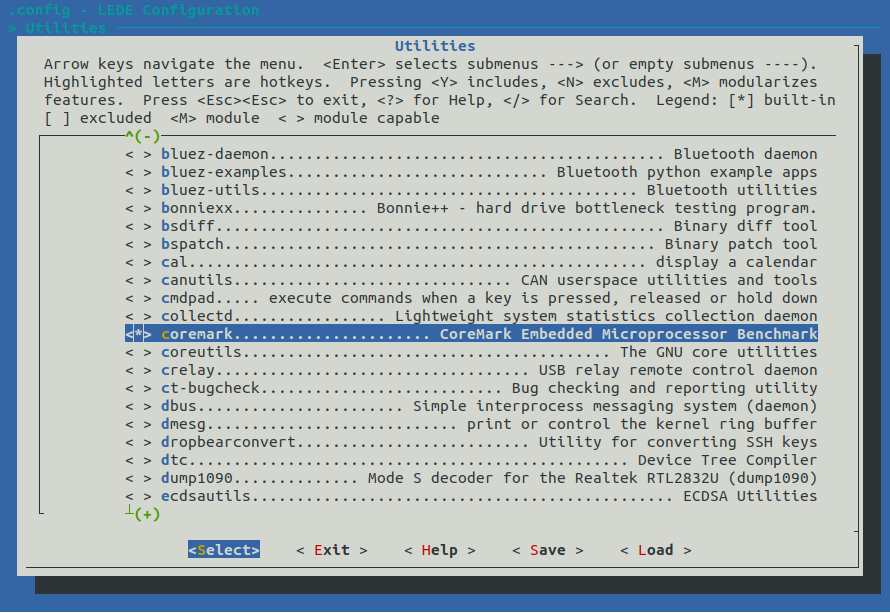 .config - LEDE Configuration
> Utilities
Utilities
Arrow keys navigate the menu.  <Enter> selects submenus ---> (or empty submenus ----).
Highlighted letters are hotkeys.  Pressing <Y> includes, <N> excludes, <M> modularizes
features.  Press <Esc><Esc> to exit, <?> for Help, </> for Search.  Legend: [*] built-in
[ ] excluded  <M> module  < > module capable
^(-)
< > bluez-daemon............................................ Bluetooth daemon
< > bluez-examples............................. Bluetooth python example apps
< > bluez-utils.......................................... Bluetooth utilities
< > bonniexx............... Bonnie++ - hard drive bottleneck testing program.
< > bsdiff.................................................. Binary diff tool
< > bspatch................................................ Binary patch tool
< > cal...................................................... display a calendar
< > canutils............................... CAN userspace utilities and tools
< > cmdpad..... execute commands when a key is pressed, released or hold down
< > collectd................. Lightweight system statistics collection daemon
<*> coremark...................... CoreMark Embedded Microprocessor Benchmark
< > coreutils......................................... The GNU core utilities
< > crelay................................... USB relay remote control daemon
< > ct-bugcheck........................... Bug checking and reporting utility
< > dbus....................... Simple interprocess messaging system (daemon)
< > dmesg............................ print or control the kernel ring buffer
< > dropbearconvert.......................... Utility for converting SSH keys
< > dtc................................................. Device Tree Compiler
< > dump1090.............. Mode S decoder for the Realtek RTL2832U (dump1090)
< > ecdsautils............................................... ECDSA Utilities
(+)
<Select>    < Exit >    < Help >    < Save >    < Load >